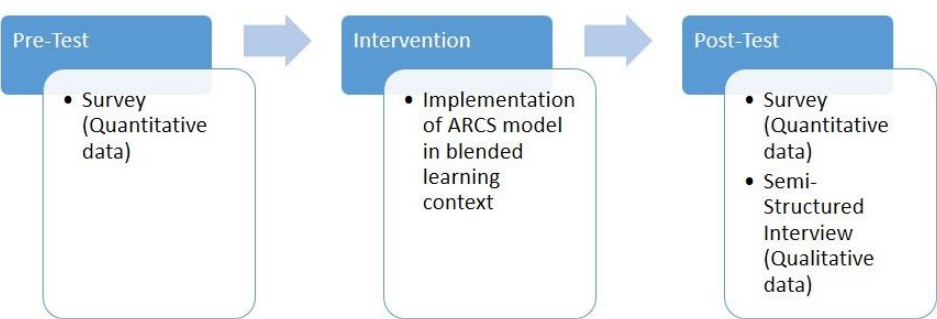 Pre-Test
• Survey
(Quantitative
data)
Intervention
• Implementation
of ARCS model
in blended
learning
context
Post-Test
• Survey
(Quantitative
data)
• Semi-
Structured
Interview
(Qualitative
data)